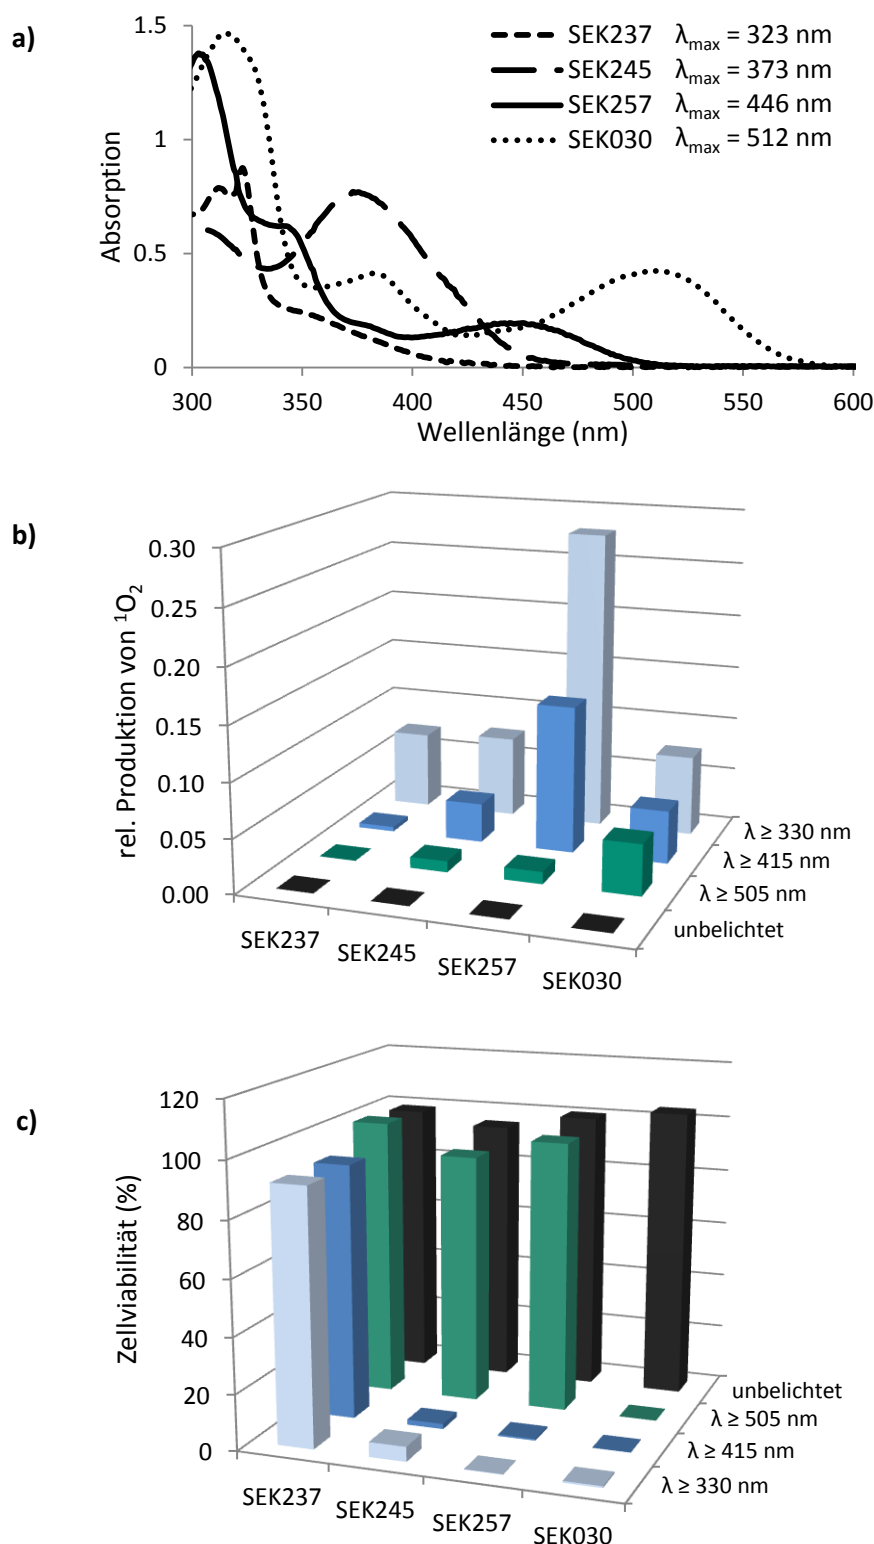 a)
1.5
1
0.5
0
Absorption
SEK237 λmax = 323 nm
SEK245 λmax = 373 nm
SEK257 λmax = 446 nm
SEK030 λmax = 512 nm
300 350 400 450 500 550 600
Wellenlänge (nm)
b)
0.30
0.25
0.20
0.15
0.10
0.05
0.00
rel. Produktion von ¹O₂
λ ≥ 330 nm
λ ≥ 415 nm
λ ≥ 505 nm
unbelichtet
SEK237
SEK245
SEK257
SEK030
c)
120
100
80
60
40
20
0
Zellviabilität (%)
unbelichtet
λ ≥ 505 nm
λ ≥ 415 nm
λ ≥ 330 nm
SEK237
SEK245
SEK257
SEK030